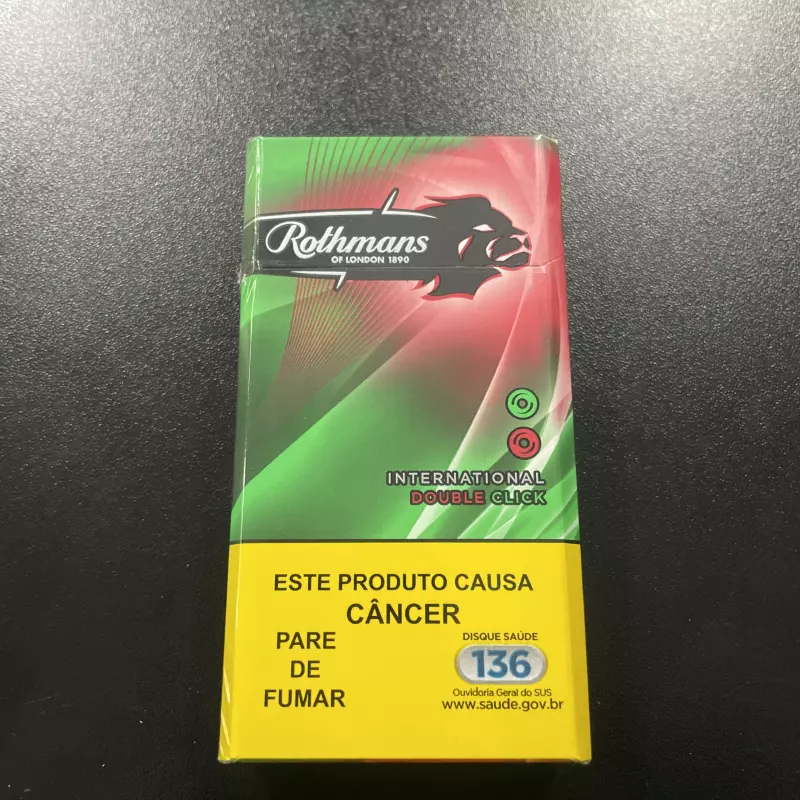 Rothmans
OF LONDON 1890
INTERNATIONAL
DOUBLE CLICK
ESTE PRODUTO CAUSA
CÂNCER
PARE
DE
FUMAR
DISQUE SAÚDE
136
Ouvidoria Geral do SUS
www.saude.gov.br